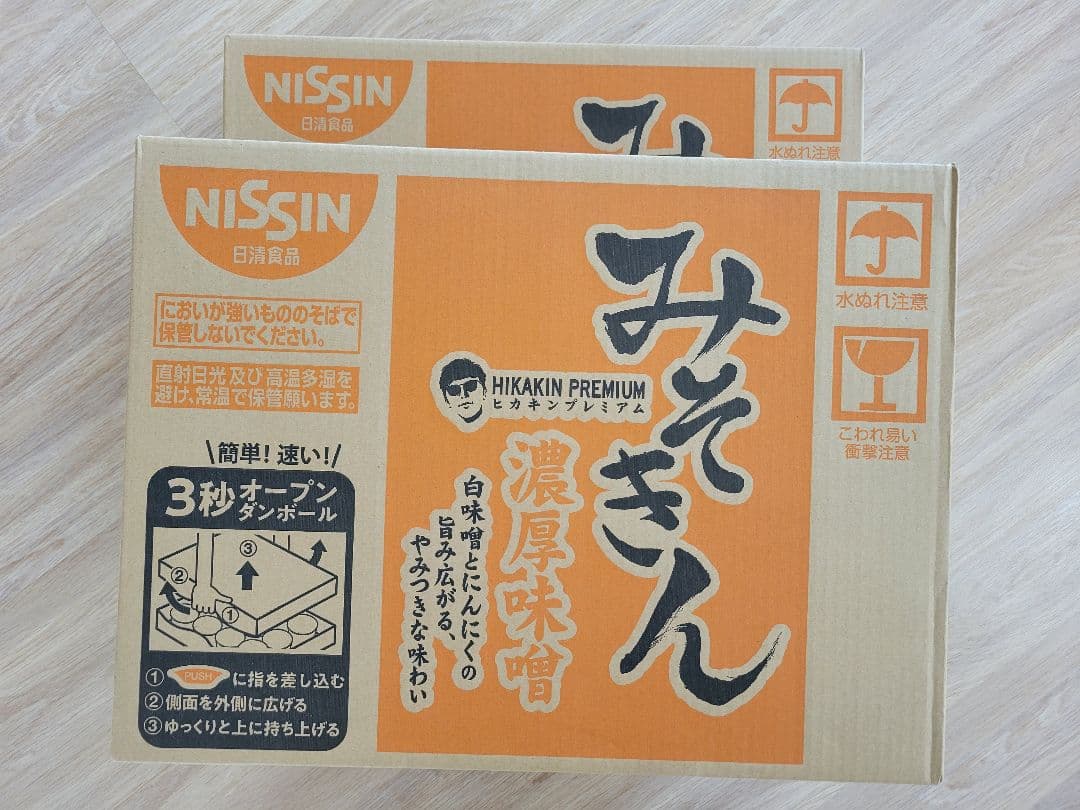 NISSIN
日清食品
み
水ぬれ注意
NISSIN
日清食品
においが強いもののそばで
保管しないでください。
直射日光及び高温多湿を
避け、常温で保管願います。
\簡単!速い!/
3秒オープン
ダンボール
③
②
①
① PUSH に指を差し込む
② 側面を外側に広げる
③ ゆっくりと上に持ち上げる
みそきん
HIKAKIN PREMIUM
ヒカキンプレミアム
濃厚味噌
白味噌とにんにくの
旨み広がる、
やみつきな味わい
水ぬれ注意
こわれ易い
衝撃注意